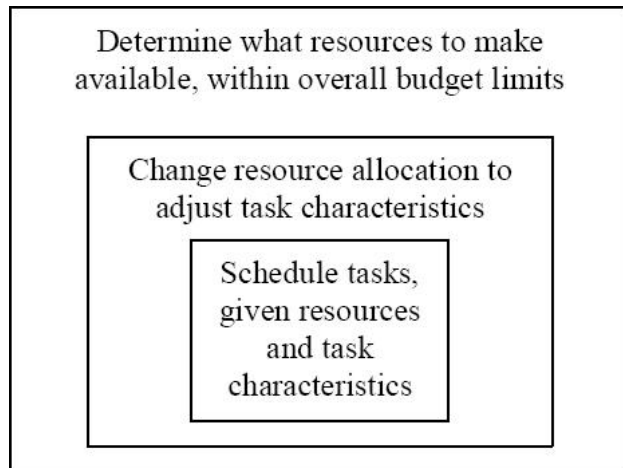 Determine what resources to make
available, within overall budget limits
Change resource allocation to
adjust task characteristics
Schedule tasks,
given resources
and task
characteristics